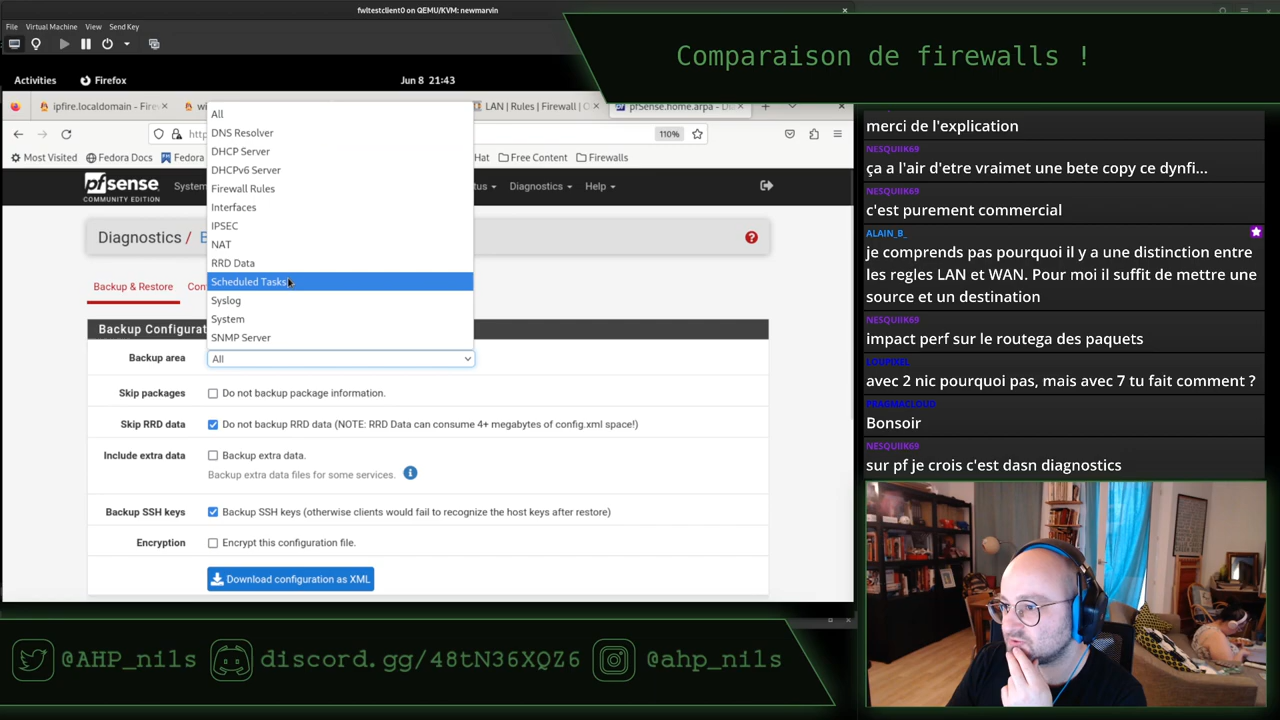 fwltestclient0 on QEMU/KVM: newmarvin
File Virtual Machine View Send Key
Comparaison de firewalls !
Activities Firefox Jun 8 21:43
ipfire.localdomain - Fire× LAN | Rules | Firewall | O × pfSense.home.arpa - Dia ×
110%
Most Visited Fedora Docs Fedora Hat Free Content Firewalls
pfsense COMMUNITY EDITION System tus Diagnostics Help
Diagnostics /
Backup & Restore
Backup Configurat
All
DNS Resolver
DHCP Server
DHCPv6 Server
Firewall Rules
Interfaces
IPSEC
NAT
RRD Data
Scheduled Tasks
Syslog
System
SNMP Server
Backup area All
Skip packages Do not backup package information.
Skip RRD data Do not backup RRD data (NOTE: RRD Data can consume 4+ megabytes of config.xml space!)
Include extra data Backup extra data.
Backup extra data files for some services.
Backup SSH keys Backup SSH keys (otherwise clients would fail to recognize the host keys after restore)
Encryption Encrypt this configuration file.
Download configuration as XML
merci de l'explication
NESQUIIK69
ça a l'air d'etre vraimet une bete copy ce dynfi...
NESQUIIK69
c'est purement commercial
ALAIN_B_
je comprends pas pourquoi il y a une distinction entre
les regles LAN et WAN. Pour moi il suffit de mettre une
source et un destination
NESQUIIK69
impact perf sur le routega des paquets
LOUPIXEL
avec 2 nic pourquoi pas, mais avec 7 tu fait comment ?
PRAGMACLOUD
Bonsoir
NESQUIIK69
sur pf je crois c'est dasn diagnostics
@AHP_nils discord.gg/48tN36XQZ6 @ahp_nils